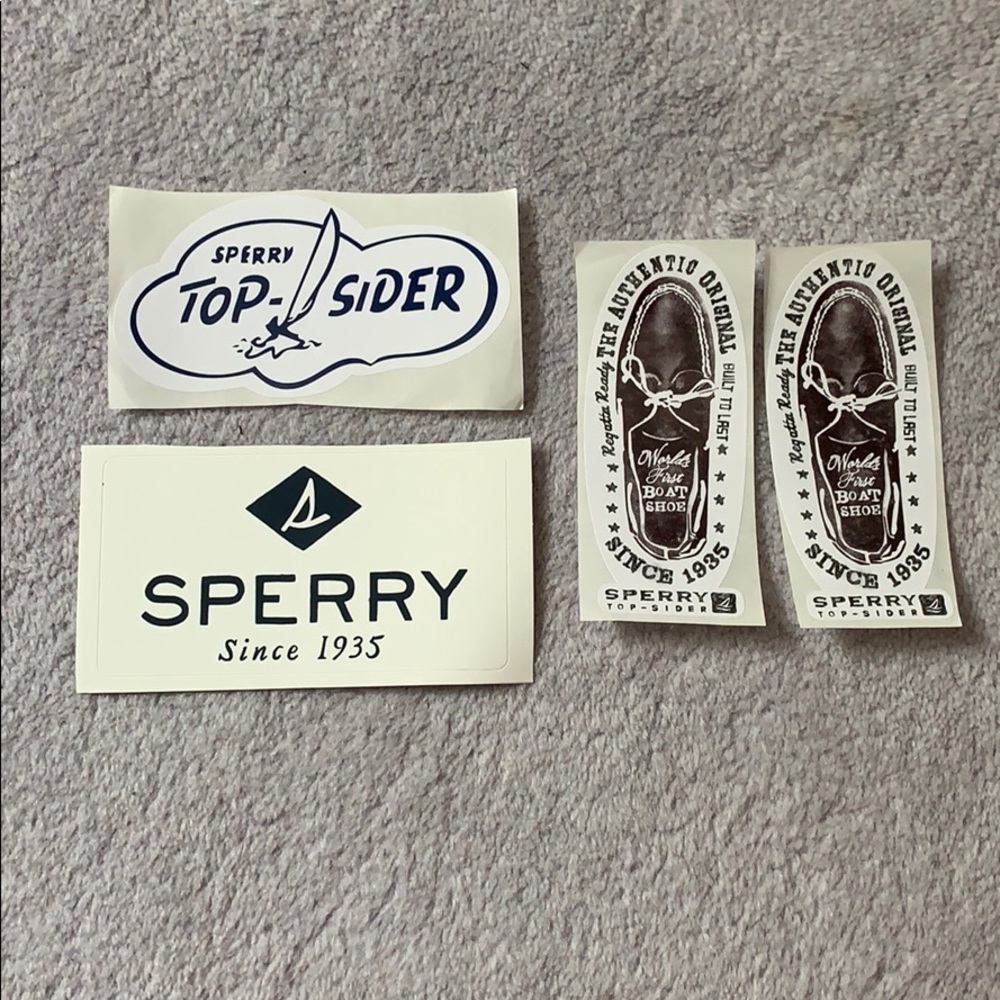 SPERRY
TOP-SIDER
SPERRY
Since 1935
Regatta Ready THE AUTHENTIC ORIGINAL BUILT TO LAST
World's
First
BOAT
SHOE
SINCE 1935
SPERRY
TOP-SIDER
Regatta Ready THE AUTHENTIC ORIGINAL BUILT TO LAST
World's
First
BOAT
SHOE
SINCE 1935
SPERRY
TOP-SIDER